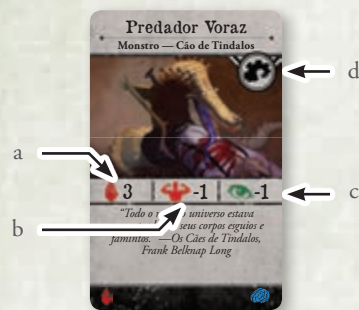 Predador Voraz
Monstro — Cão de Tindalos
d
a
3 -1 -1
c
b
“Todo o universo estava
seus corpos esguios e
famintos.” —Os Cães de Tindalos,
Frank Belknap Long